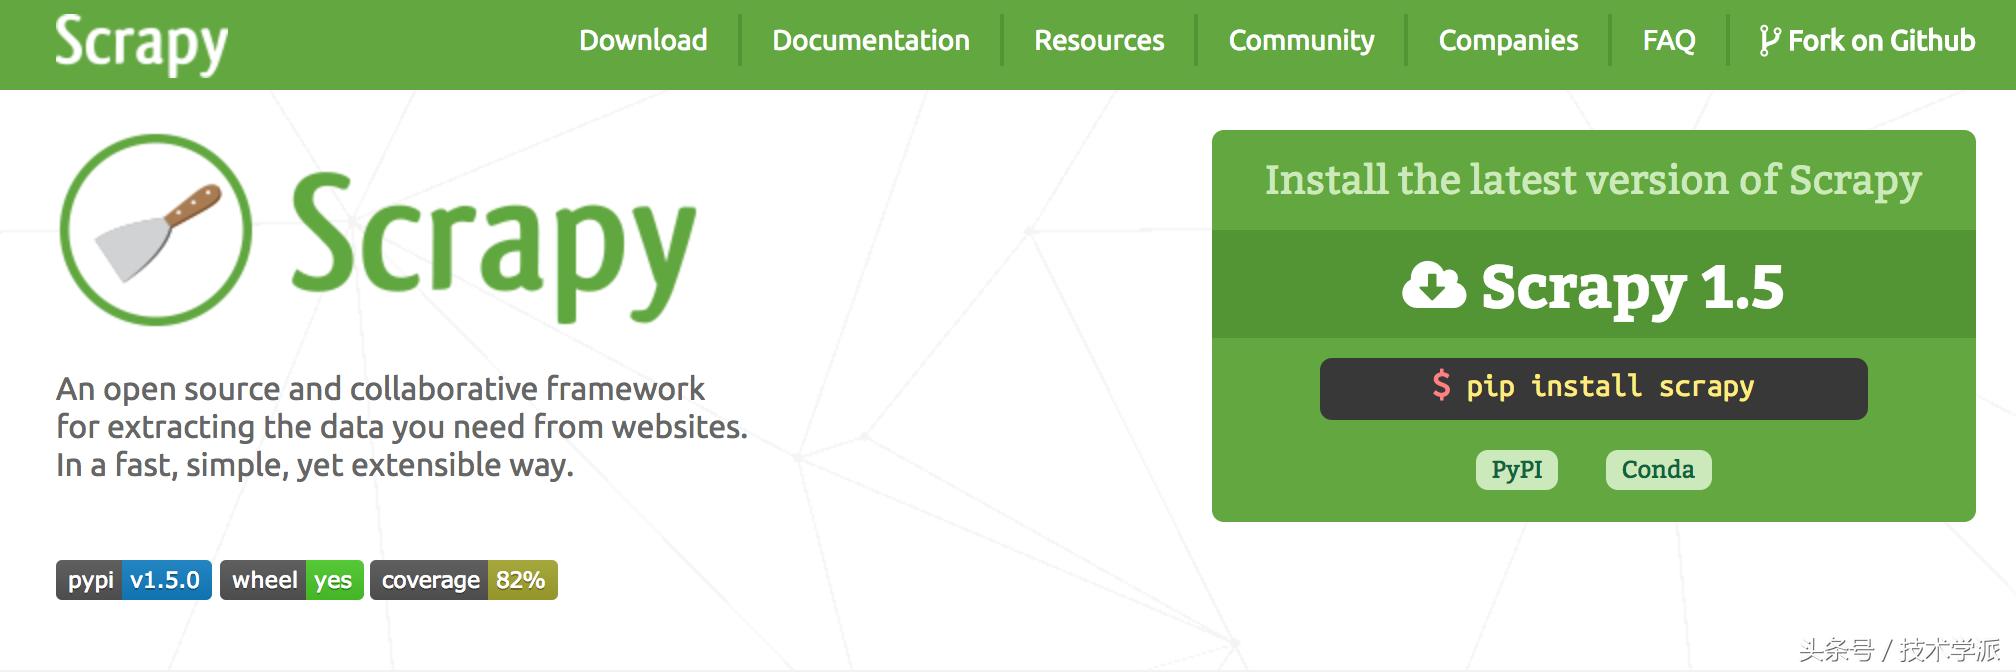 Scrapy
Download
Documentation
Resources
Community
Companies
FAQ
Fork on Github
Scrapy
An open source and collaborative framework
for extracting the data you need from websites.
In a fast, simple, yet extensible way.
pypi v1.5.0
wheel yes
coverage 82%
Install the latest version of Scrapy
Scrapy 1.5
$ pip install scrapy
PyPI
Conda
头条号 / 技术学派